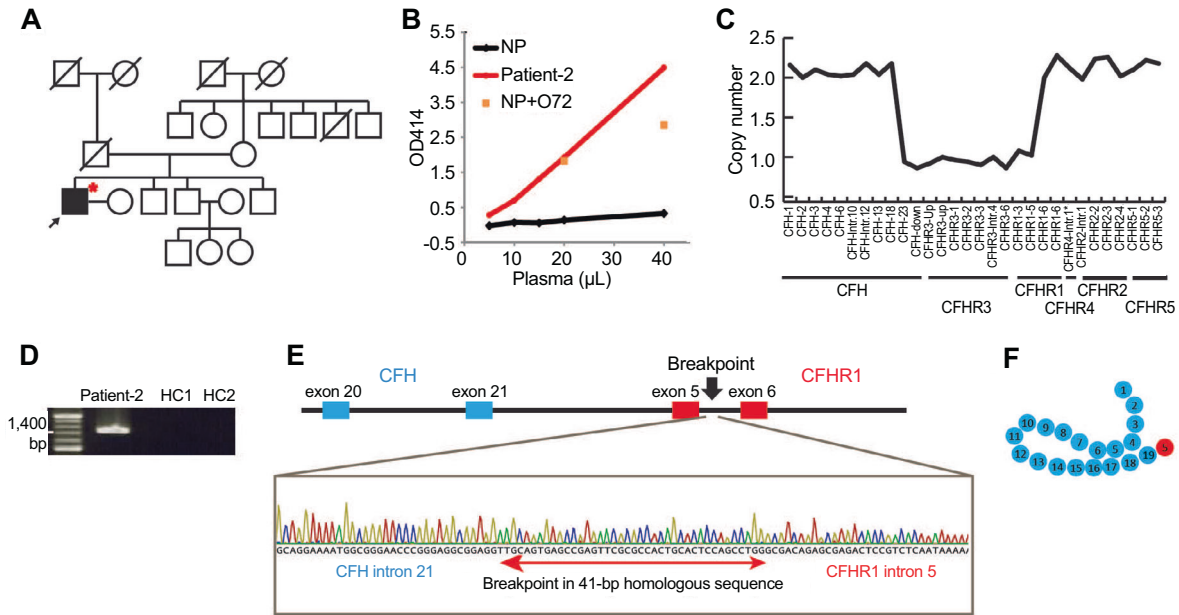 A
*
B
OD414
5.5
4.5
3.5
2.5
1.5
0.5
-0.5
NP
Patient-2
NP+O72
0 10 20 30 40
Plasma (µL)
C
Copy number
2.5
2.0
1.5
1.0
0.5
CFH-1
CFH-2
CFH-3
CFH-4
CFH-6
CFH-Intr.10
CFH-Intr.12
CFH-13
CFH-18
CFH-23
CFH-down
CFHR3-Up
CFHR3-up
CFHR3-1
CFHR3-2
CFHR3-3
CFHR3-Intr.4
CFHR3-6
CFHR1-3
CFHR1-5
CFHR1-6
CFHR1-6
CFHR4-Intr.1*
CFHR2-Intr.1
CFHR2-2
CFHR2-3
CFHR2-4
CFHR5-1
CFHR5-2
CFHR5-3
CFH
CFHR3
CFHR1
CFHR4
CFHR2
CFHR5
D
Patient-2 HC1 HC2
1,400
bp
E
Breakpoint
CFH
CFHR1
exon 20 exon 21 exon 5 exon 6
GCAGGAAAATGGCGGGAACCCGGGAGGCGGAGGTTGCAGTGAGCCGAGTTCGCGCCACTGCACTCCAGCCTGGGCGACAGAGCGAGACTCCGTCTCAATAAAAA
CFH intron 21
Breakpoint in 41-bp homologous sequence
CFHR1 intron 5
F
1
2
3
4
5
6
7
8
9
10
11
12
13
14
15
16
17
18
19
5